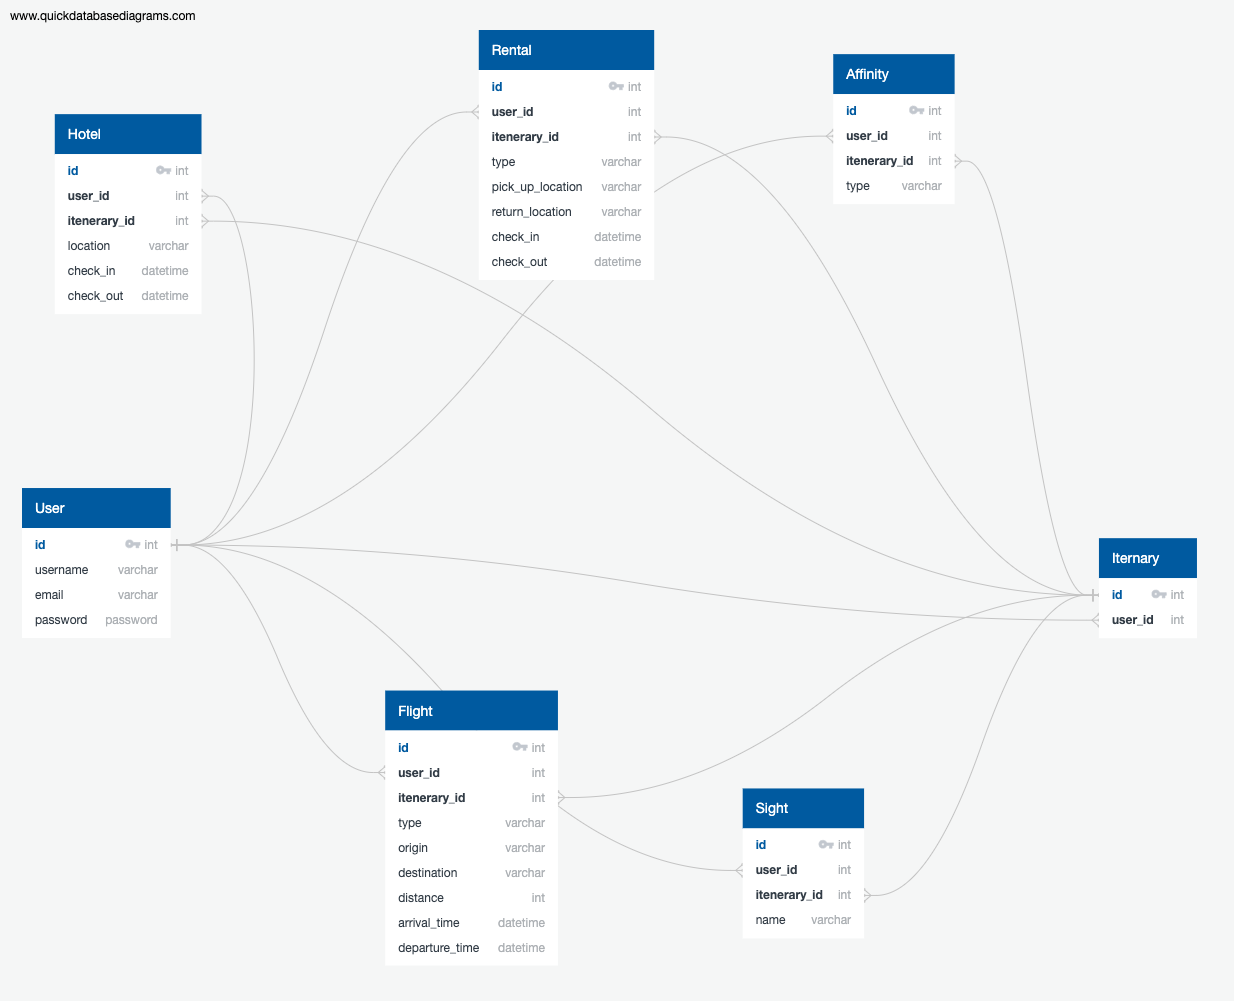 www.quickdatabasediagrams.com
Rental
id int
user_id int
itenerary_id int
type varchar
pick_up_location varchar
return_location varchar
check_in datetime
check_out datetime
Affinity
id int
user_id int
itenerary_id int
type varchar
Hotel
id int
user_id int
itenerary_id int
location varchar
check_in datetime
check_out datetime
User
id int
username varchar
email varchar
password password
Iternary
id int
user_id int
Flight
id int
user_id int
itenerary_id int
type varchar
origin varchar
destination varchar
distance int
arrival_time datetime
departure_time datetime
Sight
id int
user_id int
itenerary_id int
name varchar